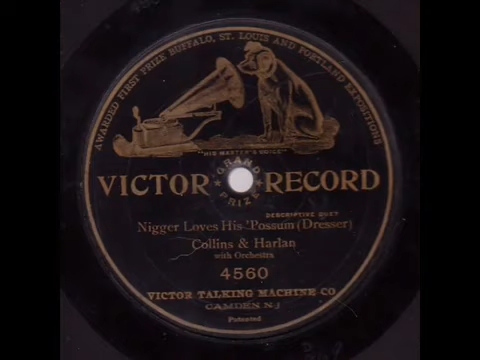 AWARDED FIRST PRIZE BUFFALO, ST. LOUIS AND PORTLAND EXPOSITIONS
"HIS MASTER'S VOICE"
GRAND
VICTOR RECORD
PRIZE
DESCRIPTIVE DUET
Nigger Loves His 'Possum (Dresser)
Collins & Harlan
with Orchestra
4560
VICTOR TALKING MACHINE CO
CAMDEN N.J
Patented